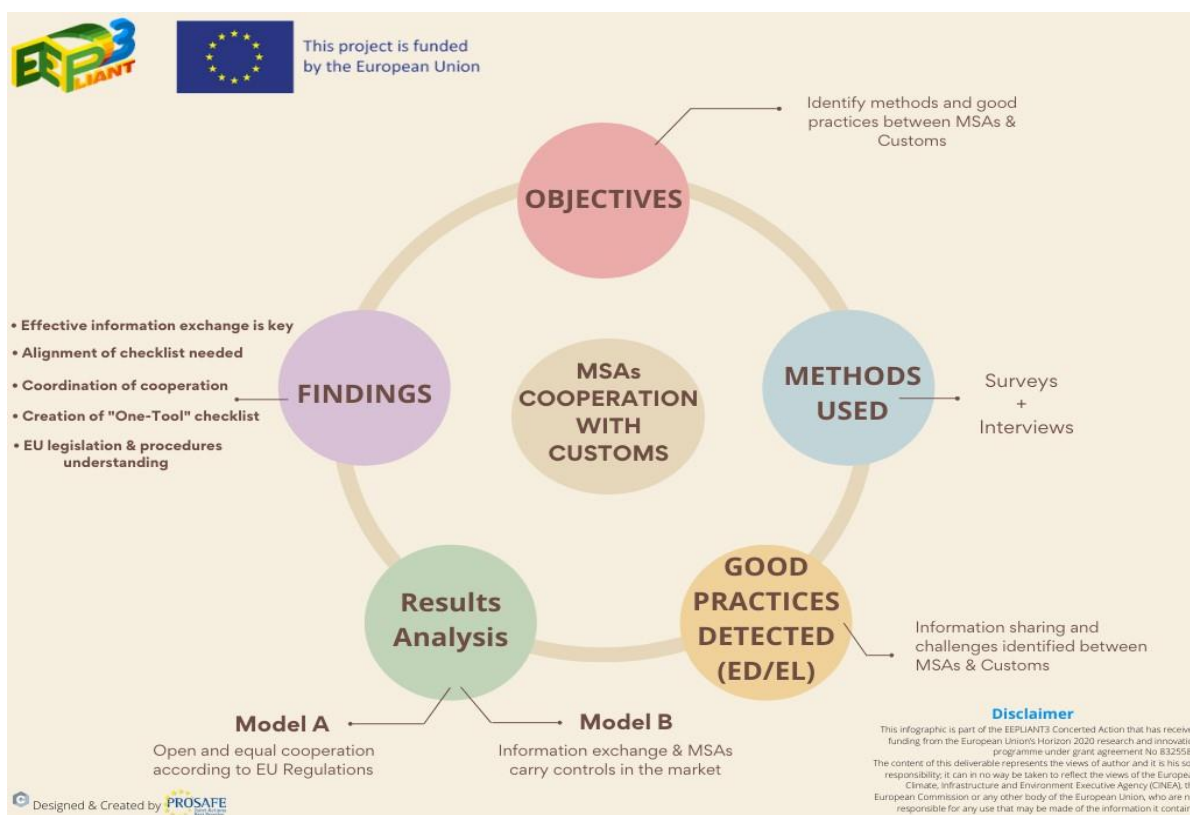 EEPLIANT3
This project is funded
by the European Union
Identify methods and good
practices between MSAs &
Customs
OBJECTIVES
METHODS
USED
Surveys
+
Interviews
GOOD
PRACTICES
DETECTED
(ED/EL)
Information sharing and
challenges identified between
MSAs & Customs
Results
Analysis
Model A
Open and equal cooperation
according to EU Regulations
Model B
Information exchange & MSAs
carry controls in the market
FINDINGS
• Effective information exchange is key
• Alignment of checklist needed
• Coordination of cooperation
• Creation of "One-Tool" checklist
• EU legislation & procedures
understanding
MSAs
COOPERATION
WITH
CUSTOMS
Disclaimer
This infographic is part of the EEPLIANT3 Concerted Action that has receive
funding from the European Union's Horizon 2020 research and innovatio
programme under grant agreement No 832558
The content of this deliverable represents the views of author and it is his so
responsibility; it can in no way be taken to reflect the views of the Europea
Climate, Infrastructure and Environment Executive Agency (CINEA), th
European Commission or any other body of the European Union, who are n
responsible for any use that may be made of the information it contain
Designed & Created by PROSAFE